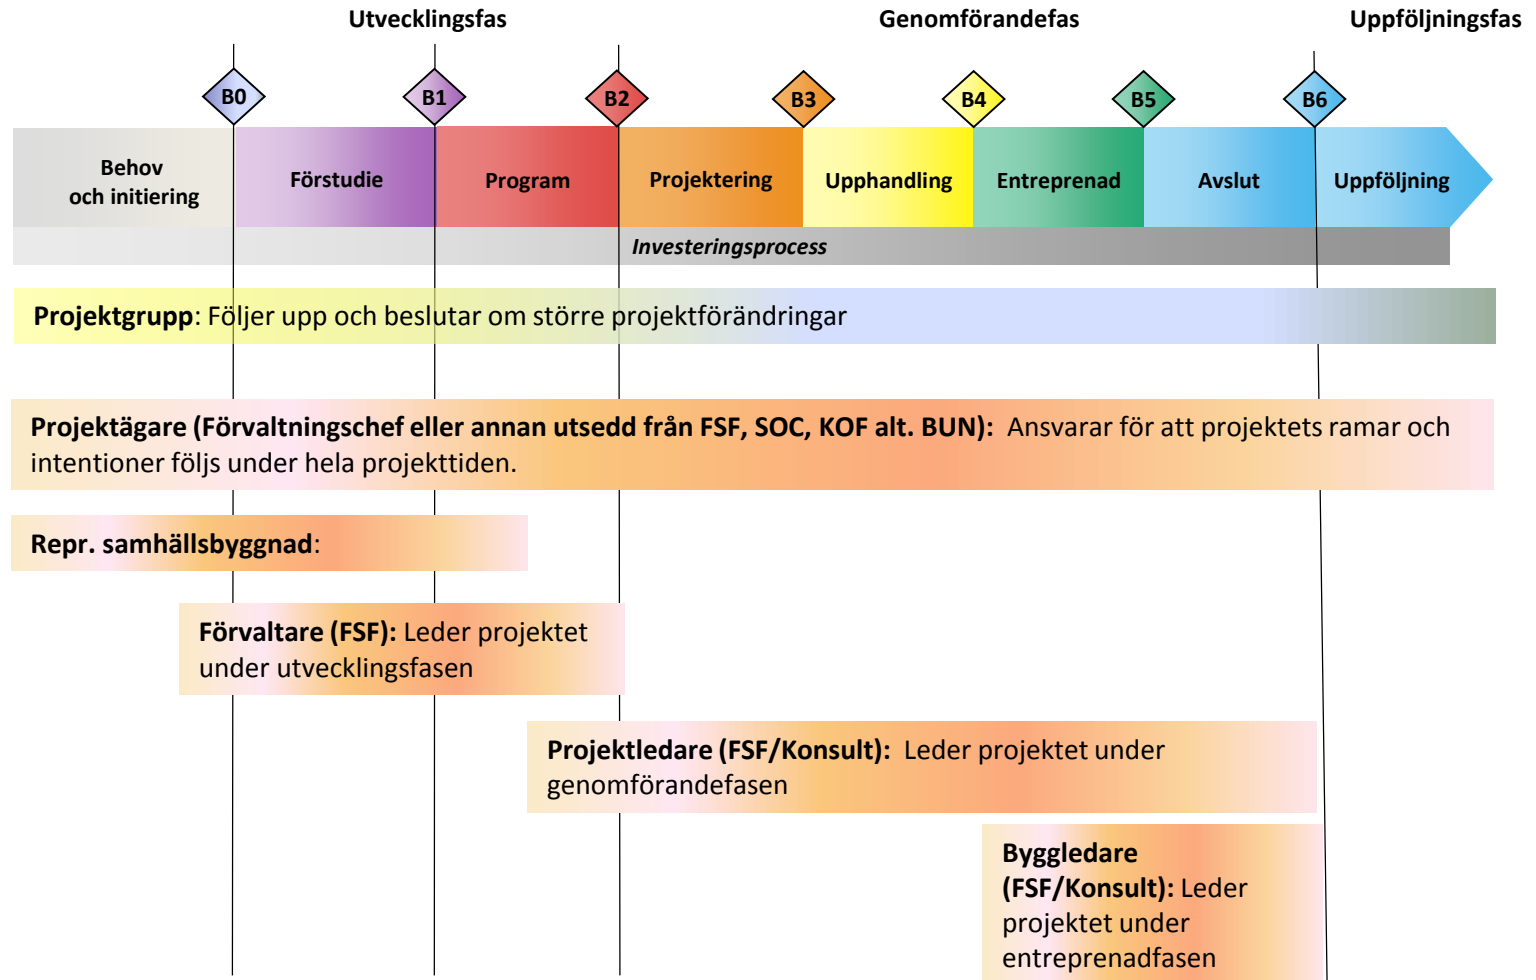 Utvecklingsfas
Genomförandefas
Uppföljningsfas
B0
B1
B2
B3
B4
B5
B6
Behov
och initiering
Förstudie
Program
Projektering
Upphandling
Entreprenad
Avslut
Uppföljning
Investeringsprocess
Projektgrupp: Följer upp och beslutar om större projektförändringar
Projektägare (Förvaltningschef eller annan utsedd från FSF, SOC, KOF alt. BUN): Ansvarar för att projektets ramar och
intentioner följs under hela projekttiden.
Repr. samhällsbyggnad:
Förvaltare (FSF): Leder projektet
under utvecklingsfasen
Projektledare (FSF/Konsult): Leder projektet under
genomförandefasen
Byggledare
(FSF/Konsult): Leder
projektet under
entreprenadfasen